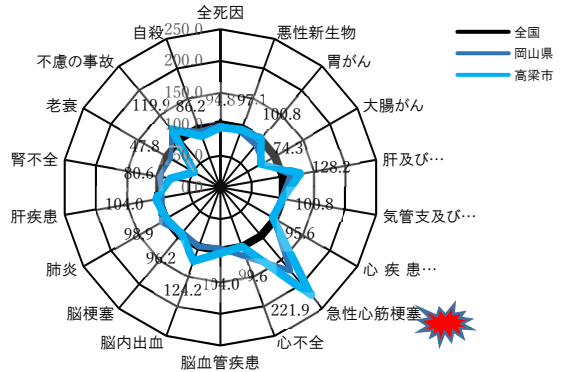 全死因
悪性新生物
胃がん
大腸がん
肝及び…
気管支及び…
心 疾 患…
急性心筋梗塞
心不全
脳血管疾患
脳内出血
脳梗塞
肺炎
肝疾患
腎不全
老衰
不慮の事故
自殺
250.0
200.0
150.0
100.0
0.0
94.8
97.1
100.8
74.3
128.2
100.8
95.6
221.9
99.6
104.0
124.2
96.2
98.9
104.0
80.6
47.8
119.9
86.2
全国
岡山県
高梁市